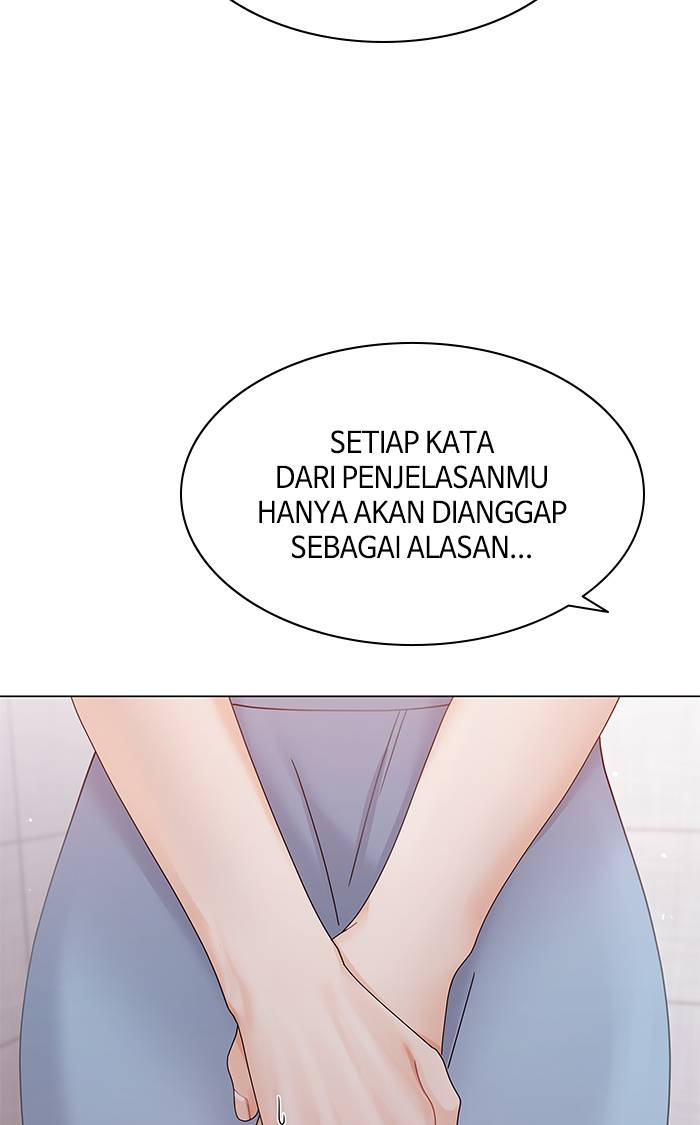 SETIAP KATA
DARI PENJELASANMU
HANYA AKAN DIANGGAP
SEBAGAI ALASAN...